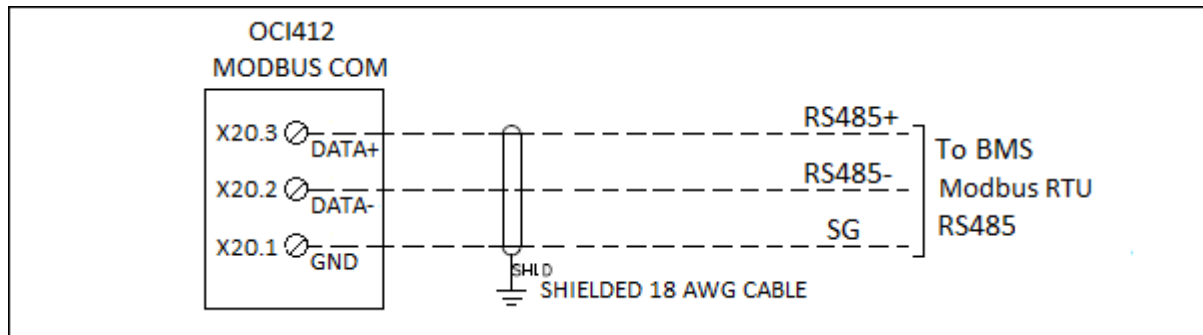 OCI412
MODBUS COM
X20.3
DATA+
RS485+
X20.2
DATA-
RS485-
X20.1
GND
SG
To BMS
Modbus RTU
RS485
SHLD
SHIELDED 18 AWG CABLE